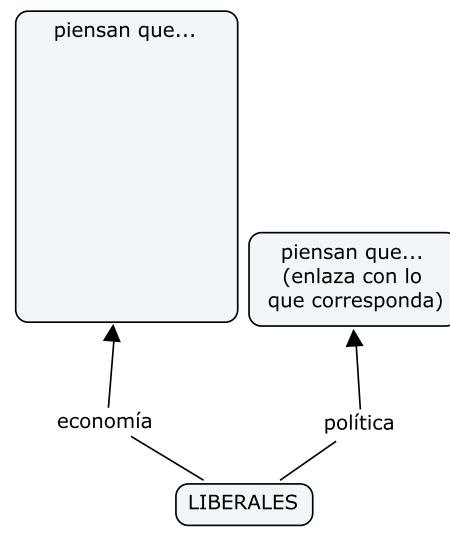 piensan que...
piensan que...
(enlaza con lo
que corresponda)
economía
política
LIBERALES